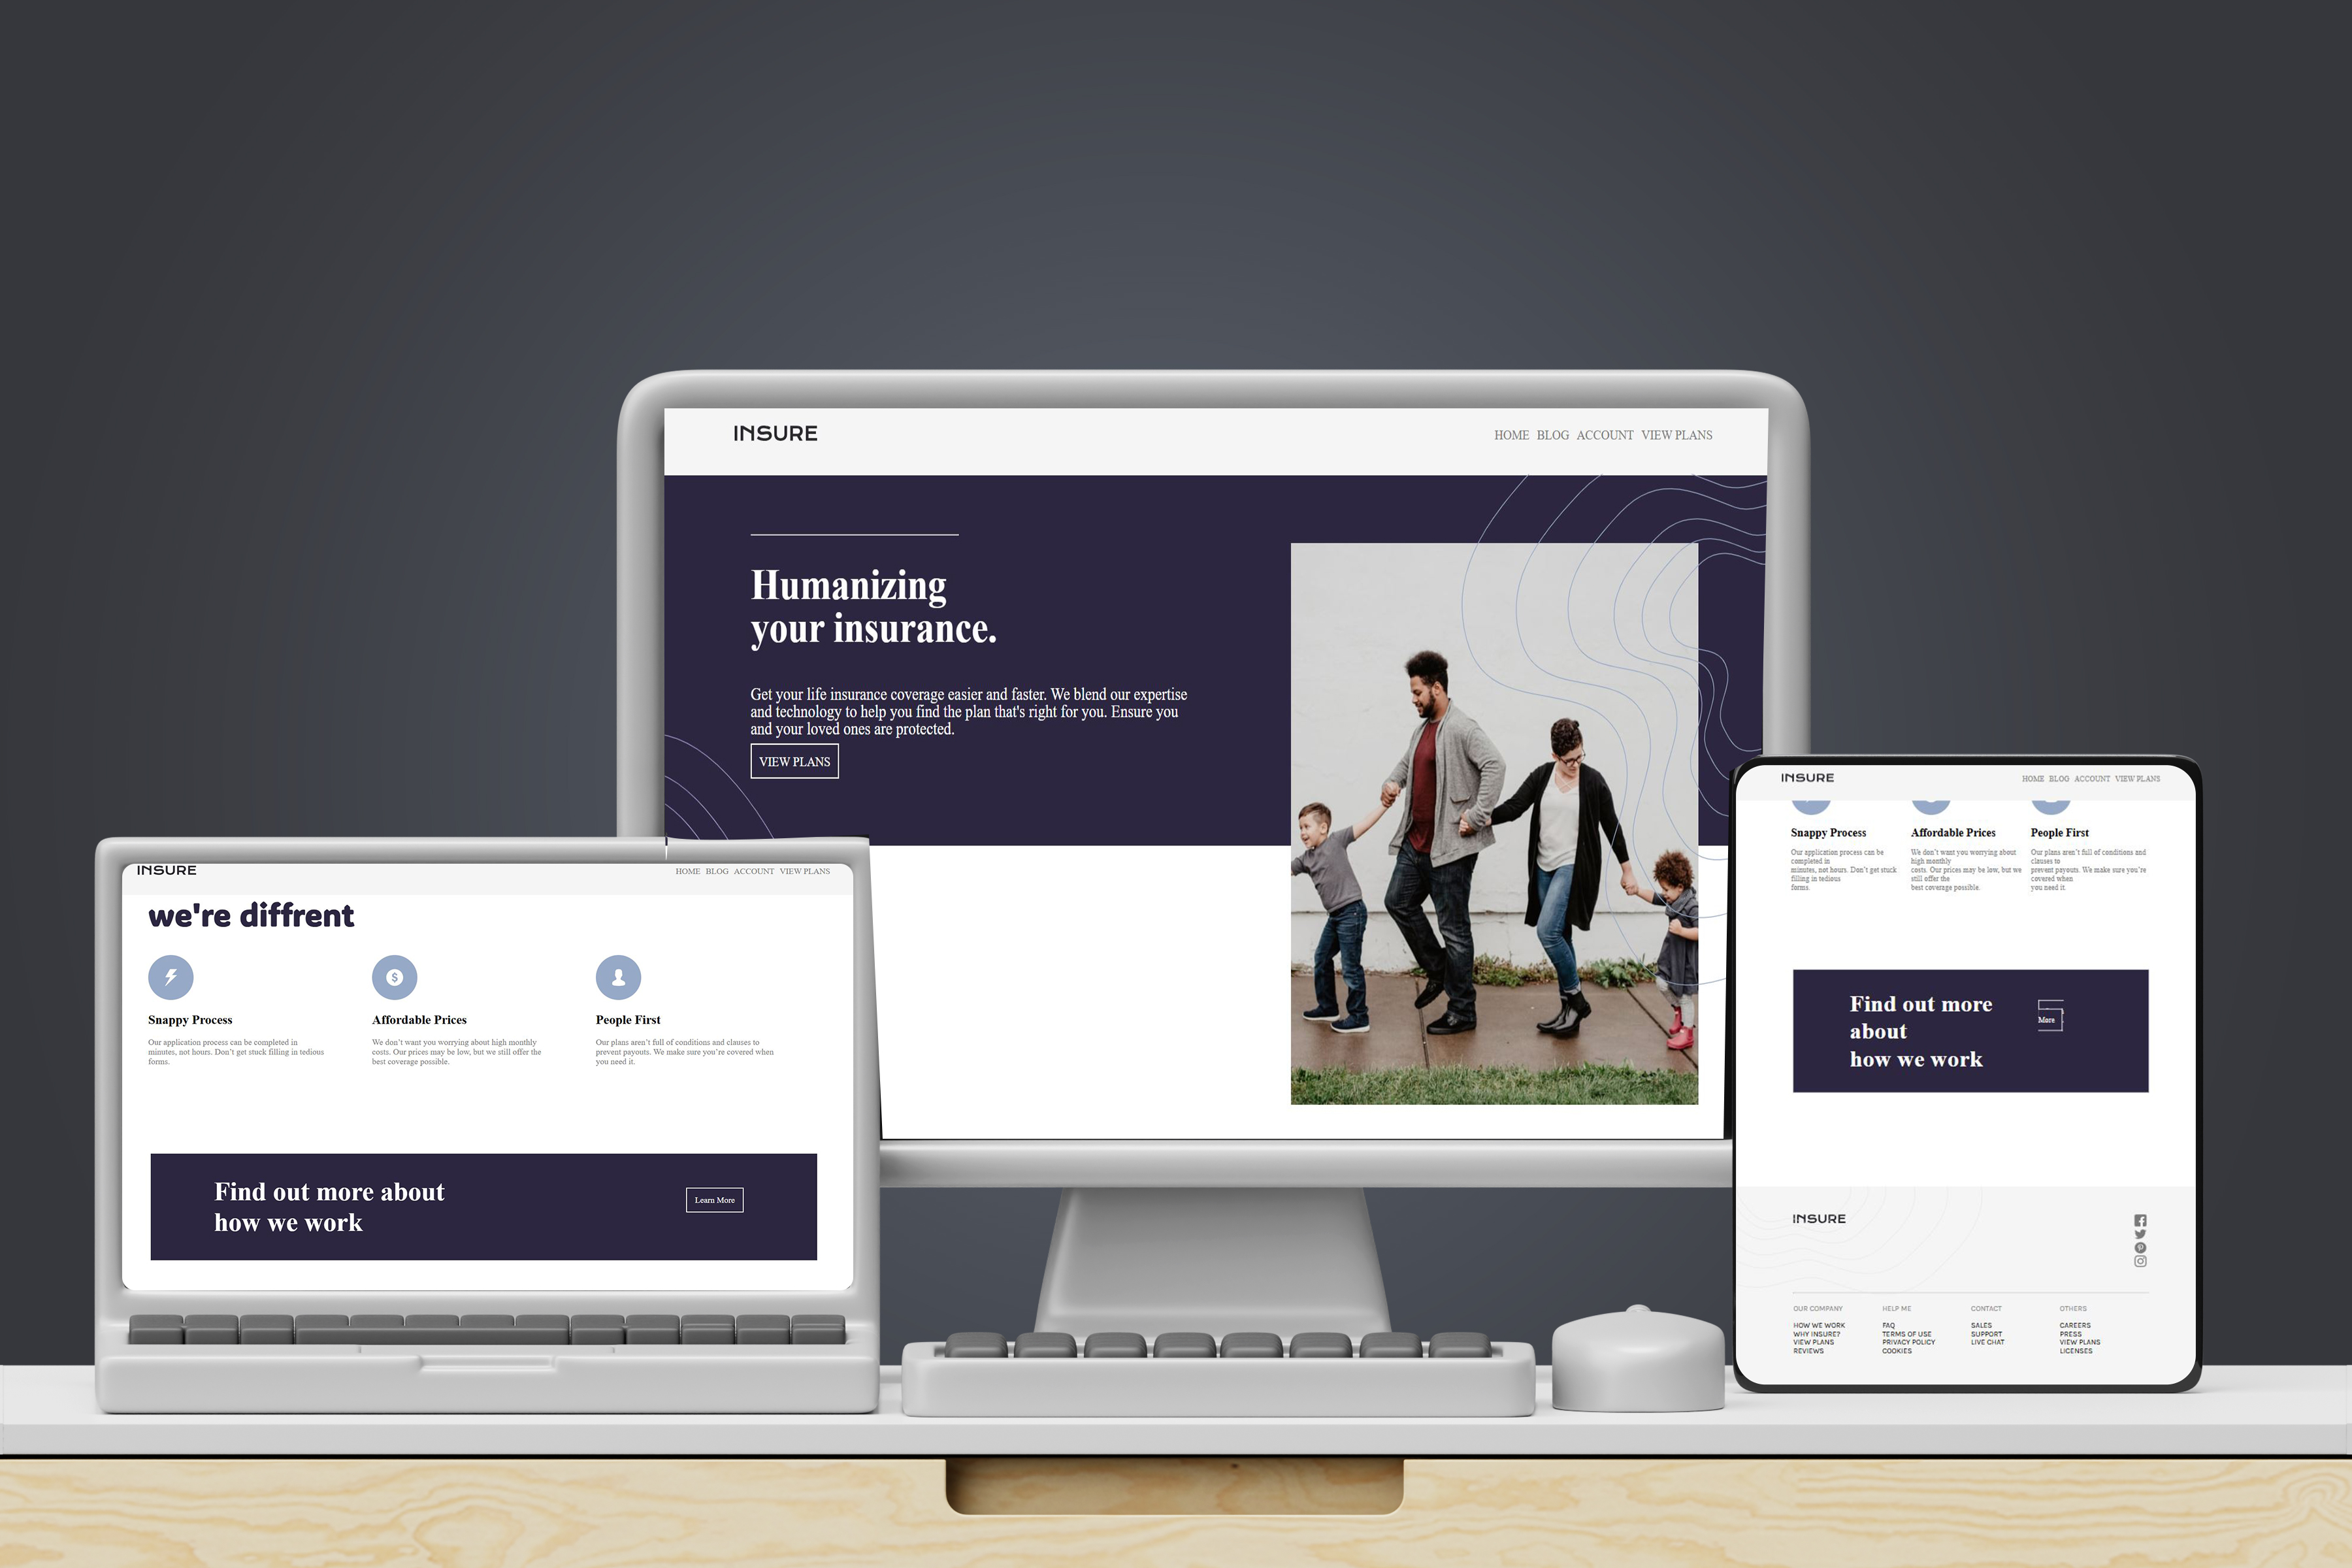 INSURE
HOME BLOG ACCOUNT VIEW PLANS
Humanizing
your insurance.
Get your life insurance coverage easier and faster. We blend our expertise
and technology to help you find the plan that's right for you. Ensure you
and your loved ones are protected.
VIEW PLANS
INSURE
HOME BLOG ACCOUNT VIEW PLANS
we're diffrent
$
Snappy Process
Our application process can be completed in
minutes, not hours. Don't get stuck filling in tedious
forms.
Affordable Prices
We don't want you worrying about high monthly
costs. Our prices may be low, but we still offer the
best coverage possible.
People First
Our plans aren't full of conditions and clauses to
prevent payouts. We make sure you're covered when
you need it.
Find out more about
how we work
Learn More
INSURE
HOME BLOG ACCOUNT VIEW PLANS
Snappy Process
Our application process can be
completed in
minutes, not hours. Don't get stuck
filling in tedious
forms.
Affordable Prices
We don't want you worrying about
high monthly
costs. Our prices may be low, but we
still offer the
best coverage possible.
People First
Our plans aren't full of conditions and
clauses to
prevent payouts. We make sure you're
covered when
you need it.
Find out more
about
how we work
More
INSURE
OUR COMPANY
HOW WE WORK
WHY INSURE?
VIEW PLANS
REVIEWS
HELP ME
FAQ
TERMS OF USE
PRIVACY POLICY
COOKIES
CONTACT
SALES
SUPPORT
LIVE CHAT
OTHERS
CAREERS
PRESS
VIEW PLANS
LICENSES